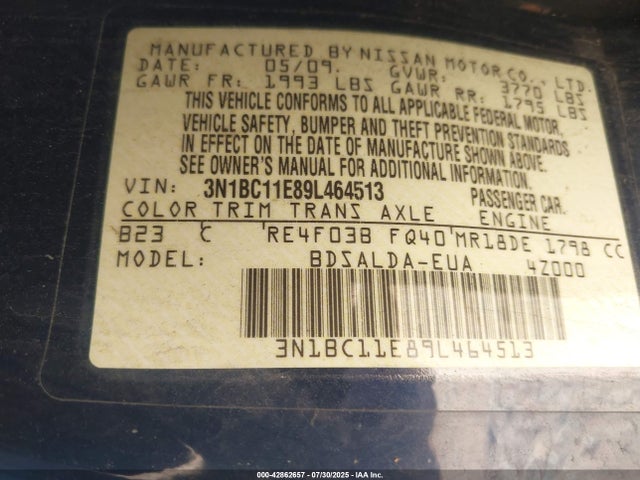 MANUFACTURED BY NISSAN MOTOR CO., LTD.
DATE: 05/09. GVWR: 3770 LBS
GAWR FR: 1993 LBS GAWR RR: 1795 LBS
THIS VEHICLE CONFORMS TO ALL APPLICABLE FEDERAL MOTOR
VEHICLE SAFETY, BUMPER AND THEFT PREVENTION STANDARDS
IN EFFECT ON THE DATE OF MANUFACTURE SHOWN ABOVE.
SEE OWNER'S MANUAL FOR ADDITIONAL INFORMATION.
VIN: 3N1BC11E89L464513 PASSENGER CAR.
COLOR TRIM TRANS AXLE ENGINE
B23 C RE4F03B FQ40 MR18DE 1798 CC
MODEL: BDSALDA-EUA 4Z000
3N1BC11E89L464513
000-42862657 | 07/30/2025 | IAA Inc.